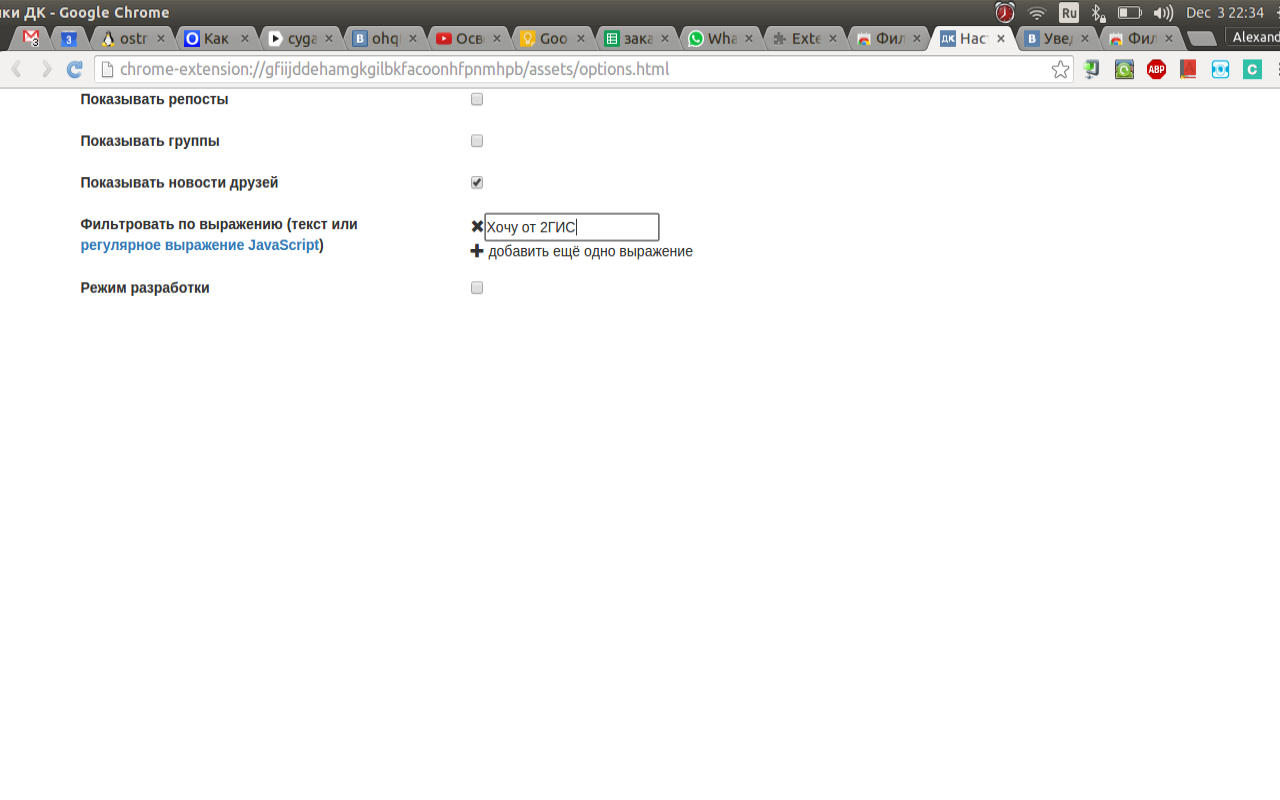 ки ДК - Google Chrome
Ru
Dec 3 22:34
3
3
ostr
Как
суда
ohq
Осв
Goo
зака
Wha
Exte
Фил
ДК Наст
B Увед
Фил
Alexand
chrome-extension://gfiijddehamgkgilbkfacoonhfpnmhpb/assets/options.html
ABP
C
Показывать репосты
Показывать группы
Показывать новости друзей
Фильтровать по выражению (текст или
регулярное выражение JavaScript)
Хочу от 2ГИС
добавить ещё одно выражение
Режим разработки